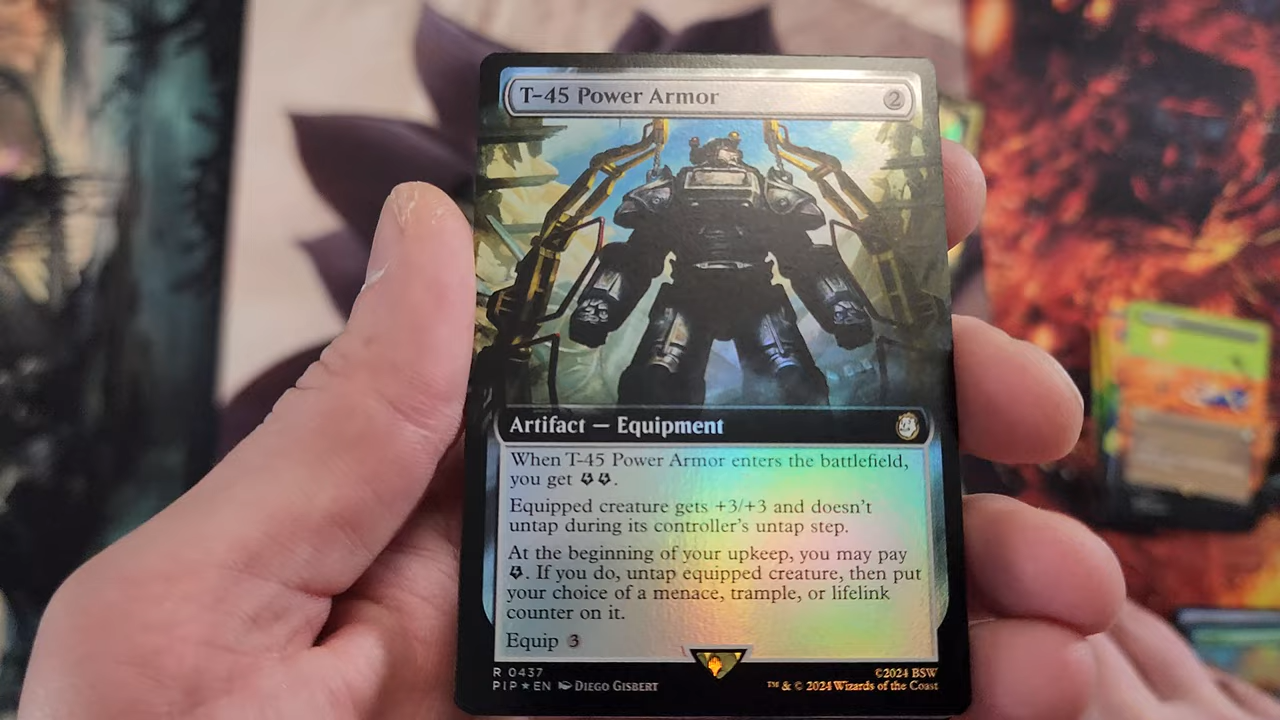 T-45 Power Armor 2
Artifact — Equipment
When T-45 Power Armor enters the battlefield,
you get .
Equipped creature gets +3/+3 and doesn't
untap during its controller's untap step.
At the beginning of your upkeep, you may pay
. If you do, untap equipped creature, then put
your choice of a menace, trample, or lifelink
counter on it.
Equip 3
R 0437
PIP★EN Diego Gisbert
©2024 BSW
™ & © 2024 Wizards of the Coast